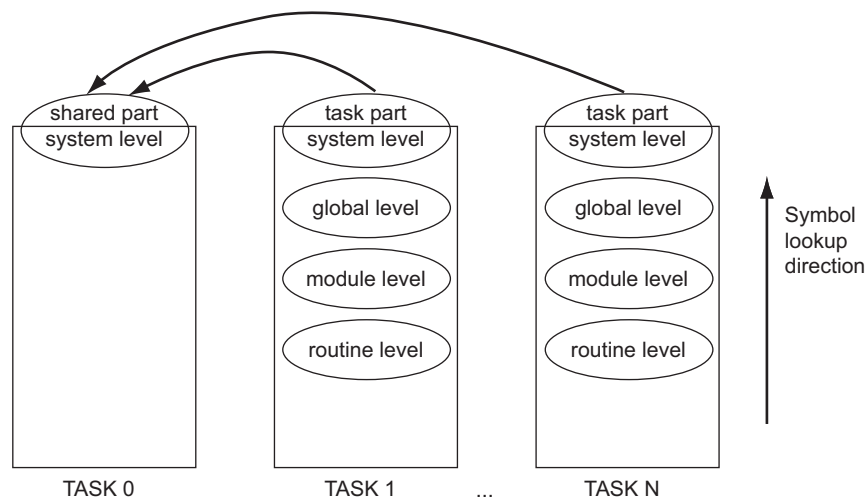 shared part
system level
TASK 0
task part
system level
global level
module level
routine level
TASK 1
...
task part
system level
global level
module level
routine level
TASK N
Symbol
lookup
direction